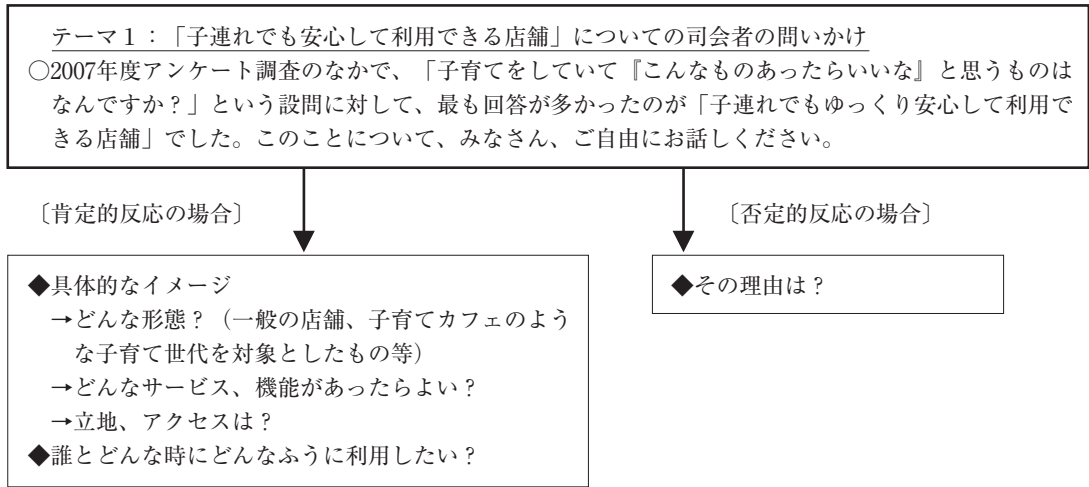 テーマ1：「子連れでも安心して利用できる店舗」についての司会者の問いかけ
○2007年度アンケート調査のなかで、「子育てをしていて『こんなものあったらいいな』と思うものは
なんですか？」という設問に対して、最も回答が多かったのが「子連れでもゆっくり安心して利用で
きる店舗」でした。このことについて、みなさん、ご自由にお話しください。
〔肯定的反応の場合〕
〔否定的反応の場合〕
◆具体的なイメージ
→どんな形態？（一般の店舗、子育てカフェのよう
な子育て世代を対象としたもの等）
→どんなサービス、機能があったらよい？
→立地、アクセスは？
◆誰とどんな時にどんなふうに利用したい？
◆その理由は？